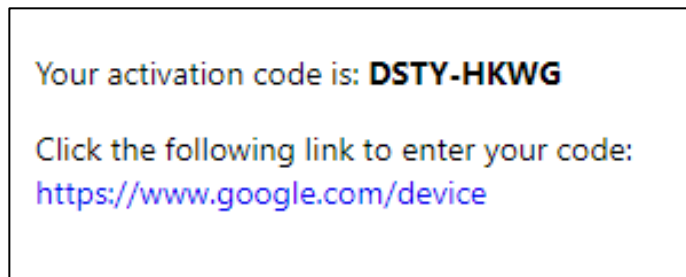 Your activation code is: DSTY-HKWG
Click the following link to enter your code:
https://www.google.com/device